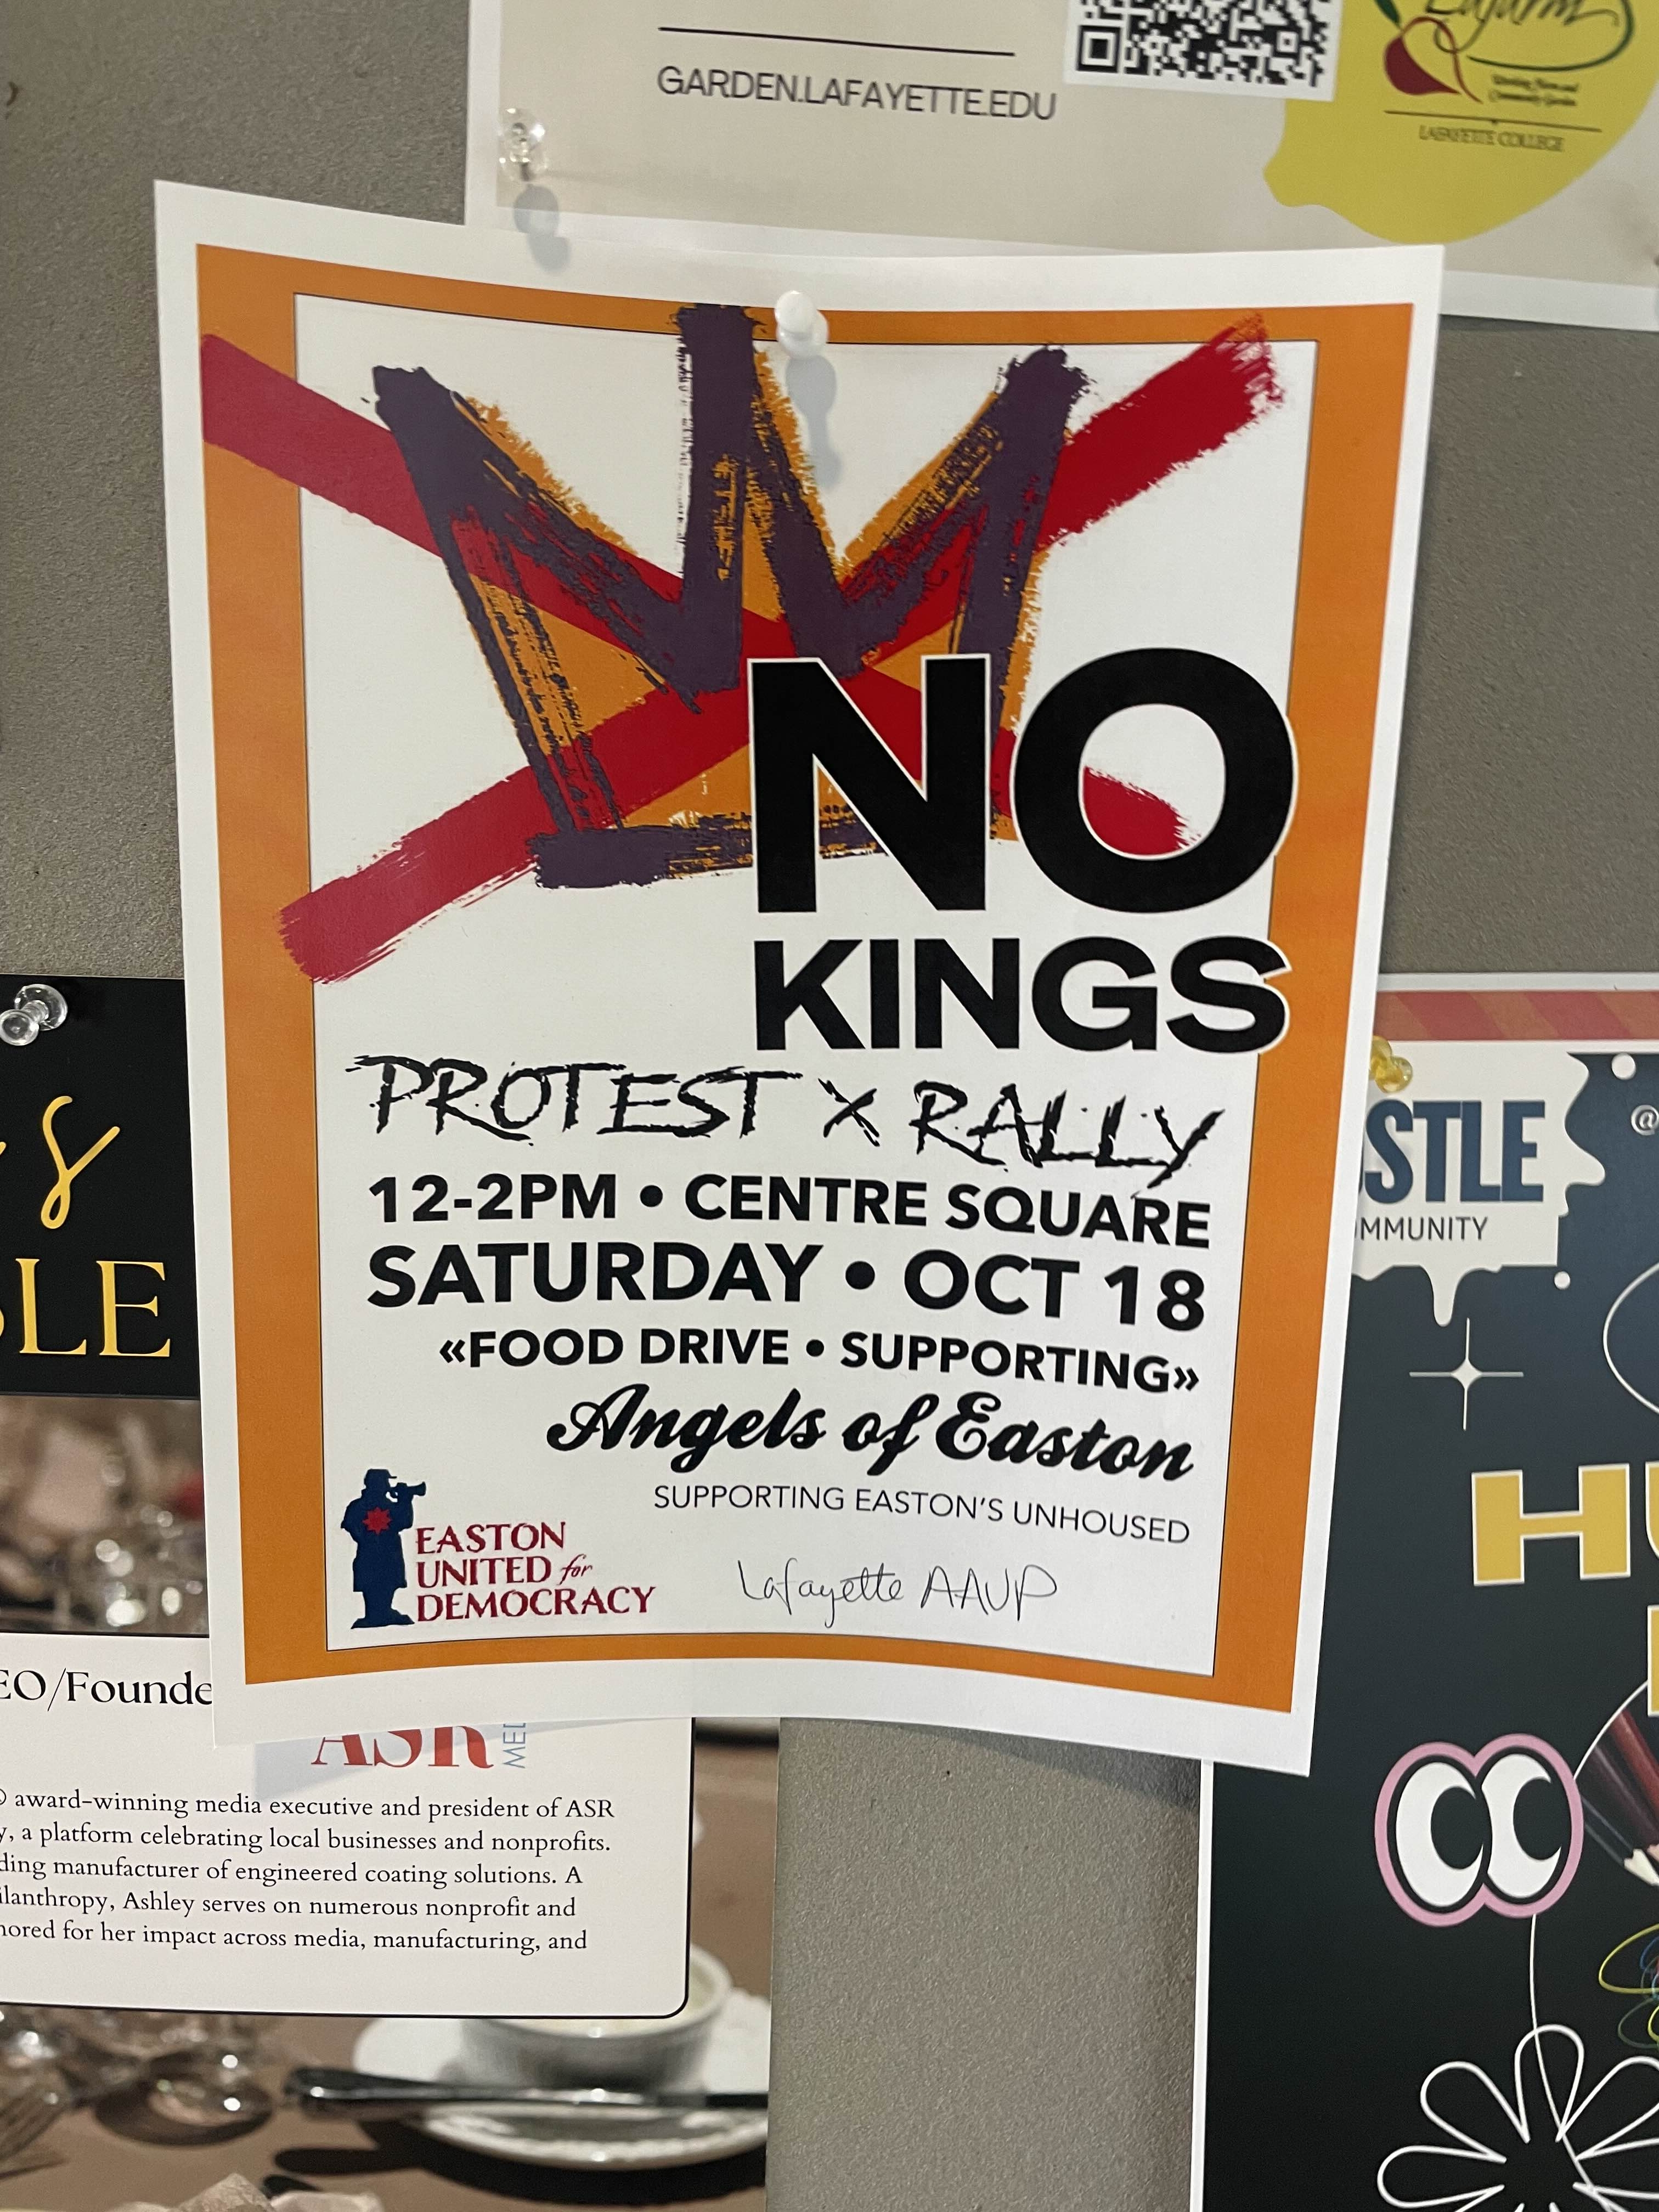 GARDEN.LAFAYETTE.EDU
LAFAYETTE COLLEGE
NO
KINGS
PROTEST X RALLY
12-2PM • CENTRE SQUARE
SATURDAY • OCT 18
«FOOD DRIVE • SUPPORTING»
Angels of Easton
SUPPORTING EASTON'S UNHOUSED
EASTON
UNITED for
DEMOCRACY
Lafayette AAUP
EO/Founde
ASR
award-winning media executive and president of ASR
y, a platform celebrating local businesses and nonprofits.
ding manufacturer of engineered coating solutions. A
ilanthropy, Ashley serves on numerous nonprofit and
nored for her impact across media, manufacturing, and
STLE
MMUNITY
@